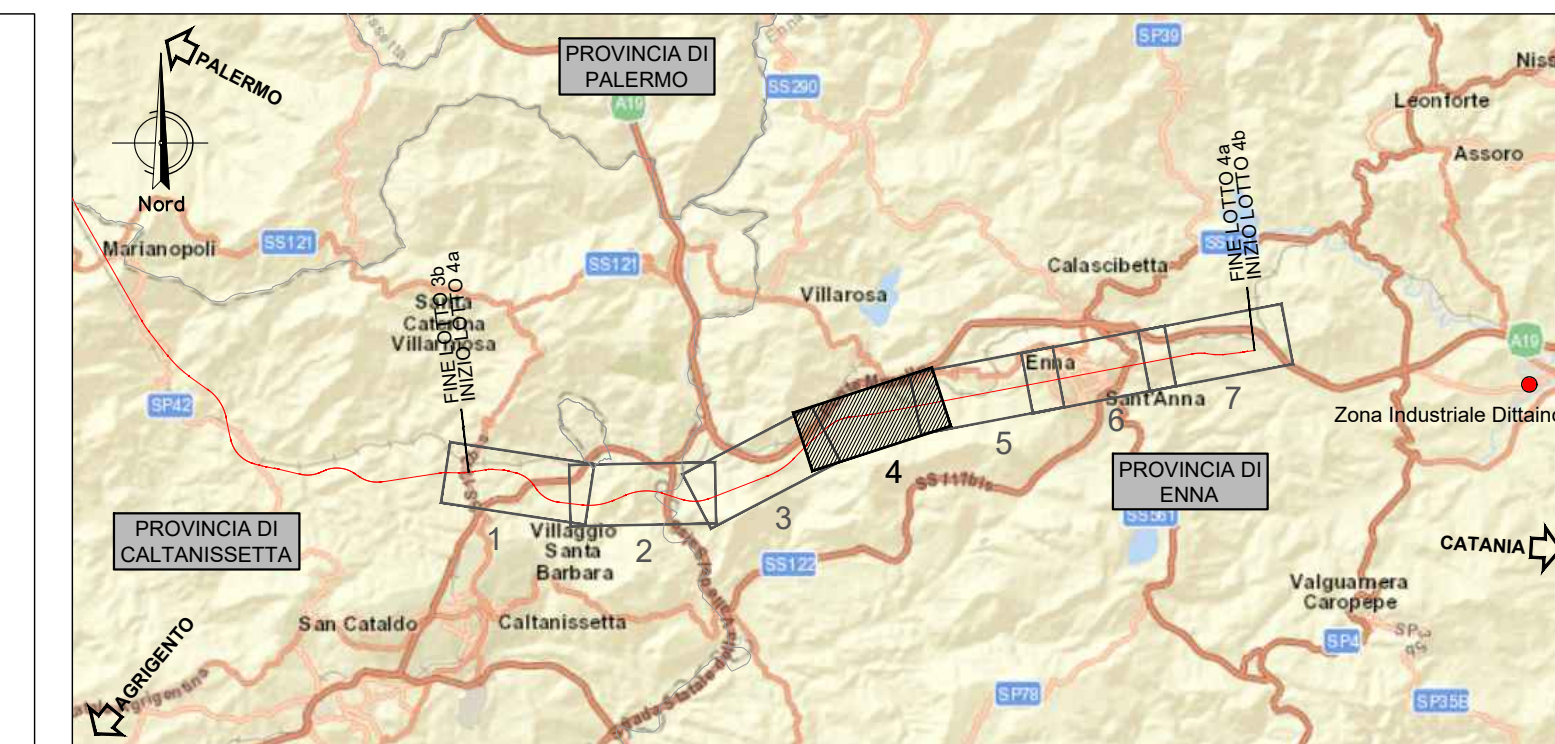 PALERMO
Nord
PROVINCIA DI
PALERMO
A19
SS290
SP39
Niss
Leonforte
Assoro
Marianopoli
SS121
SS121
Santa
Caterina
Villarmosa
FINE LOTTO 3b
INIZIO LOTTO 4a
Villarosa
Calascibetta
FINE LOTTO 4a
INIZIO LOTTO 4b
SP42
Enna
Sant'Anna
A19
Zona Industriale Dittaino
1
2
3
4
5
6
7
PROVINCIA DI
CALTANISSETTA
PROVINCIA DI
ENNA
Villaggio
Santa
Barbara
SS117bis
SS561
SS122
CATANIA
San Cataldo
Caltanissetta
Valguarnera
Caropepe
AGRIGENTO
SP4
SP78
SP35B